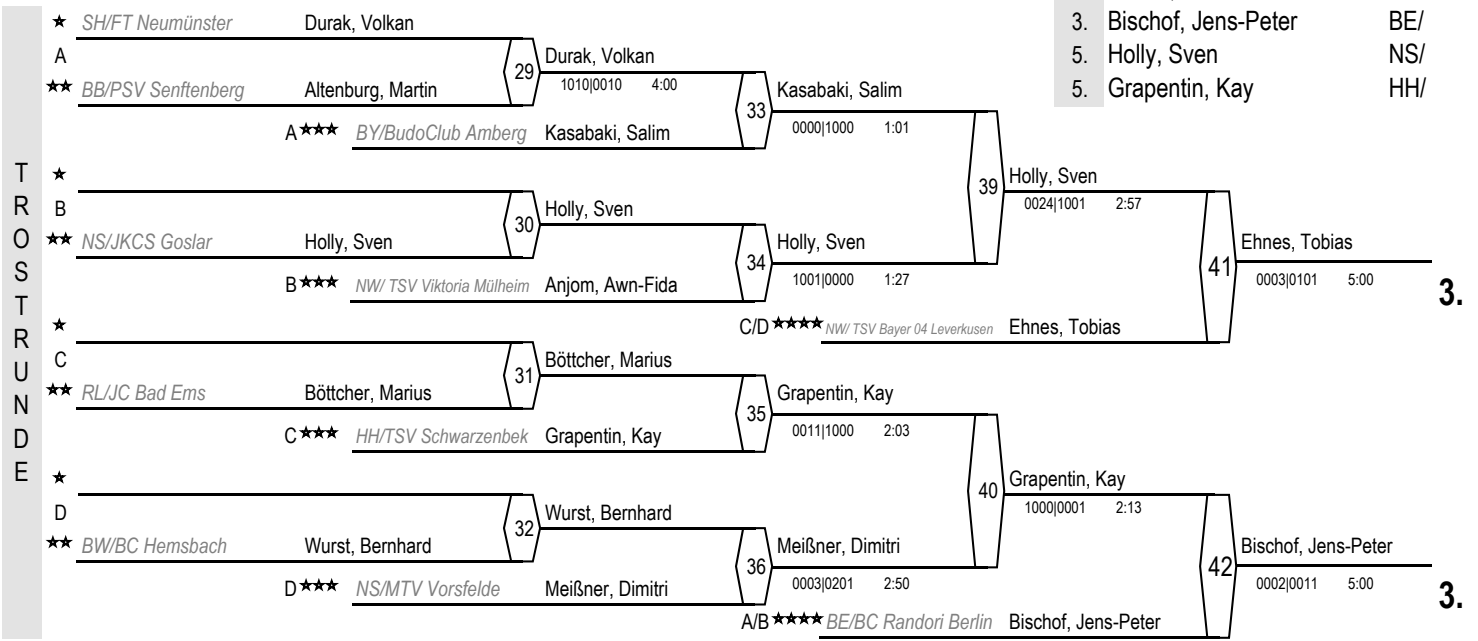 3. Bischof, Jens-Peter BE/
5. Holly, Sven NS/
5. Grapentin, Kay HH/
TROSTRUNDE
★ SH/FT Neumünster Durak, Volkan
A
★★ BB/PSV Senftenberg Altenburg, Martin
29 Durak, Volkan
1010|0010 4:00
A★★★ BY/BudoClub Amberg Kasabaki, Salim
33 Kasabaki, Salim
0000|1000 1:01
★
B
★★ NS/JKCS Goslar Holly, Sven
30 Holly, Sven
B★★★ NW/ TSV Viktoria Mülheim Anjom, Awn-Fida
34 Holly, Sven
1001|0000 1:27
39 Holly, Sven
0024|1001 2:57
C/D★★★★ NW/ TSV Bayer 04 Leverkusen Ehnes, Tobias
41 Ehnes, Tobias
0003|0101 5:00
3.
★
C
★★ RL/JC Bad Ems Böttcher, Marius
31 Böttcher, Marius
C★★★ HH/TSV Schwarzenbek Grapentin, Kay
35 Grapentin, Kay
0011|1000 2:03
★
D
★★ BW/BC Hemsbach Wurst, Bernhard
32 Wurst, Bernhard
D★★★ NS/MTV Vorsfelde Meißner, Dimitri
36 Meißner, Dimitri
0003|0201 2:50
40 Grapentin, Kay
1000|0001 2:13
A/B★★★★ BE/BC Randori Berlin Bischof, Jens-Peter
42 Bischof, Jens-Peter
0002|0011 5:00
3.